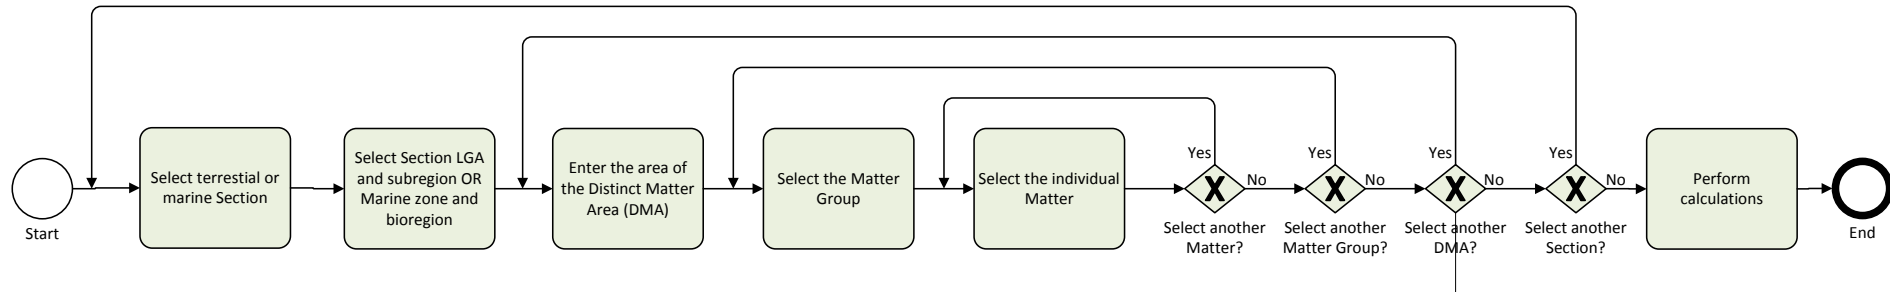 Start
Select terrestial or
marine Section
Select Section LGA
and subregion OR
Marine zone and
bioregion
Enter the area of
the Distinct Matter
Area (DMA)
Select the Matter
Group
Select the individual
Matter
Yes
X
No
Select another
Matter?
Yes
X
No
Select another
Matter Group?
Yes
X
No
Select another
DMA?
Yes
X
No
Select another
Section?
Perform
calculations
End